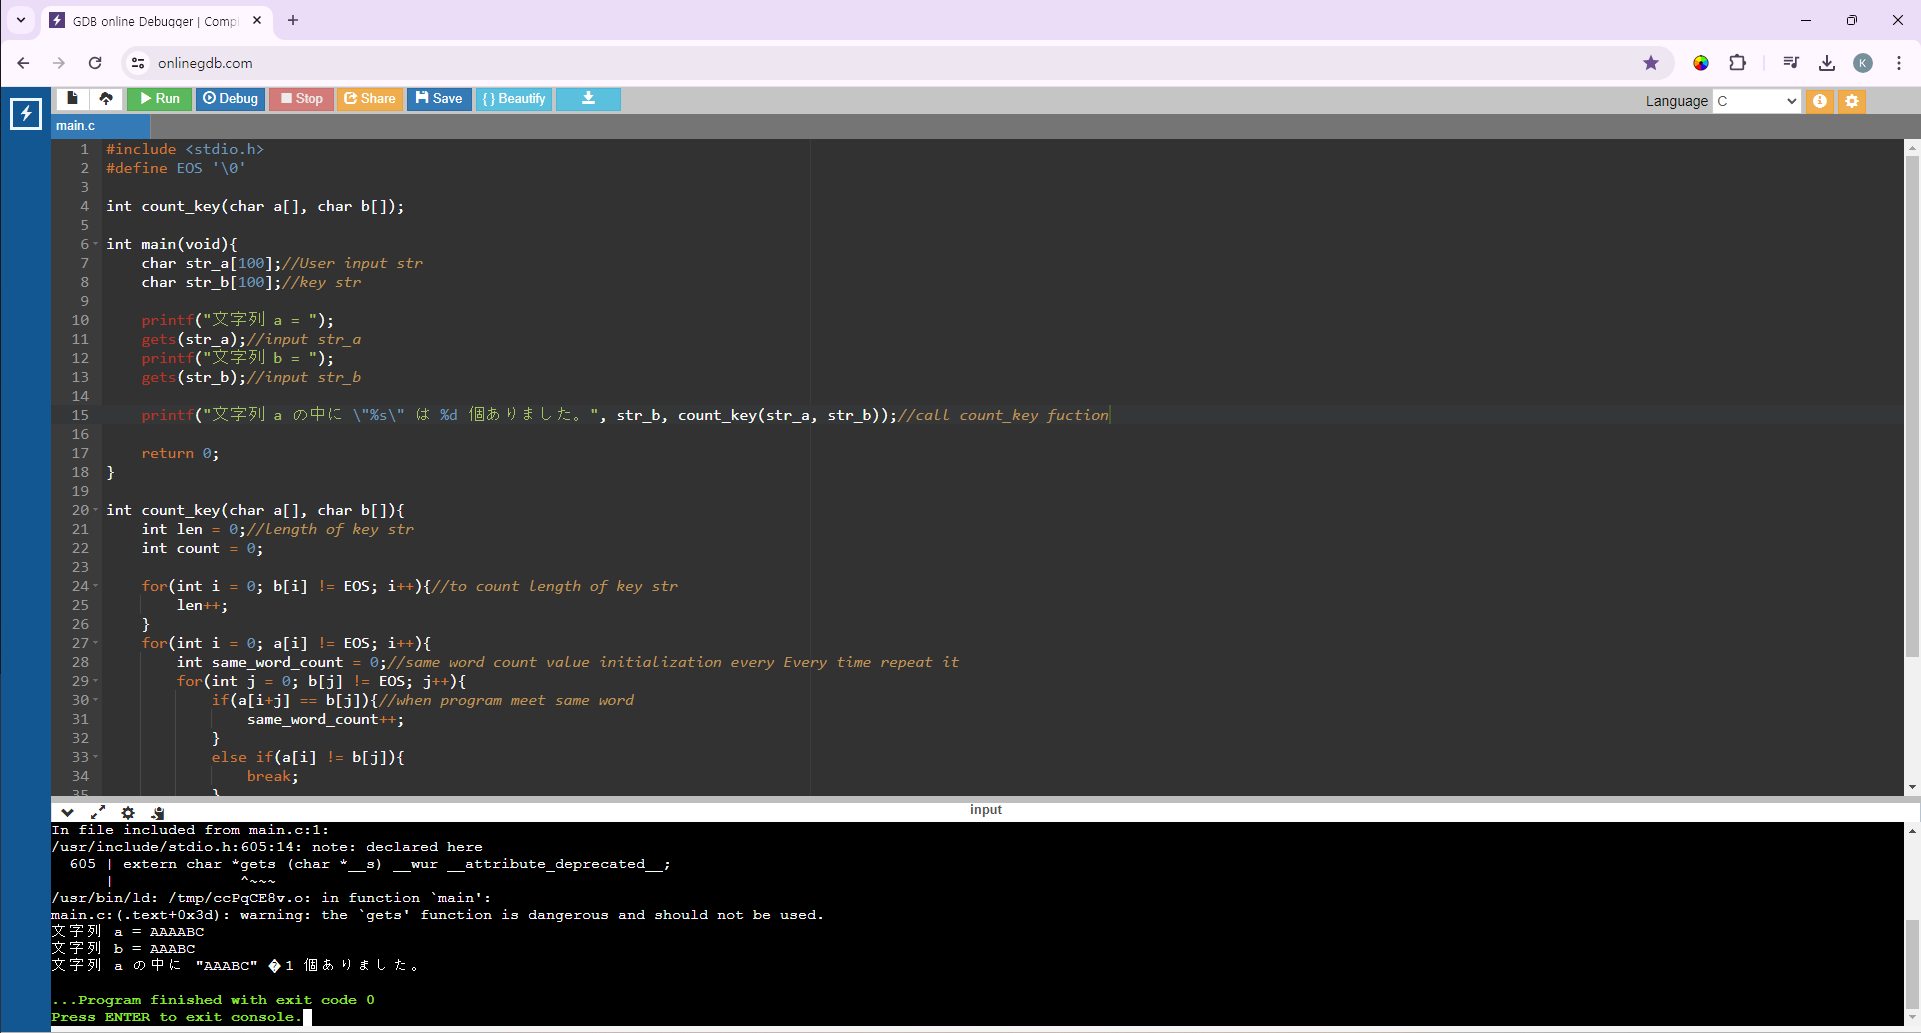 GDB online Debugger | Compi
onlinegdb.com
K
Run Debug Stop Share Save { } Beautify
Language C
main.c
1 #include <stdio.h>
2 #define EOS '\0'
3
4 int count_key(char a[], char b[]);
5
6 int main(void){
7 char str_a[100];//User input str
8 char str_b[100];//key str
9
10 printf("文字列 a = ");
11 gets(str_a);//input str_a
12 printf("文字列 b = ");
13 gets(str_b);//input str_b
14
15 printf("文字列 a の中に \"%s\" は %d 個ありました。", str_b, count_key(str_a, str_b));//call count_key fuction
16
17 return 0;
18 }
19
20 int count_key(char a[], char b[]){
21 int len = 0;//length of key str
22 int count = 0;
23
24 for(int i = 0; b[i] != EOS; i++){//to count length of key str
25 len++;
26 }
27 for(int i = 0; a[i] != EOS; i++){
28 int same_word_count = 0;//same word count value initialization every Every time repeat it
29 for(int j = 0; b[j] != EOS; j++){
30 if(a[i+j] == b[j]){//when program meet same word
31 same_word_count++;
32 }
33 else if(a[i] != b[j]){
34 break;
35 }
input
In file included from main.c:1:
/usr/include/stdio.h:605:14: note: declared here
605 | extern char *gets (char *__s) __wur __attribute_deprecated__;
| ^~~~
/usr/bin/ld: /tmp/ccPqCE8v.o: in function `main':
main.c:(.text+0x3d): warning: the `gets' function is dangerous and should not be used.
文字列 a = AAAABC
文字列 b = AAABC
文字列 a の中に "AAABC" �1 個ありました。
...Program finished with exit code 0
Press ENTER to exit console.